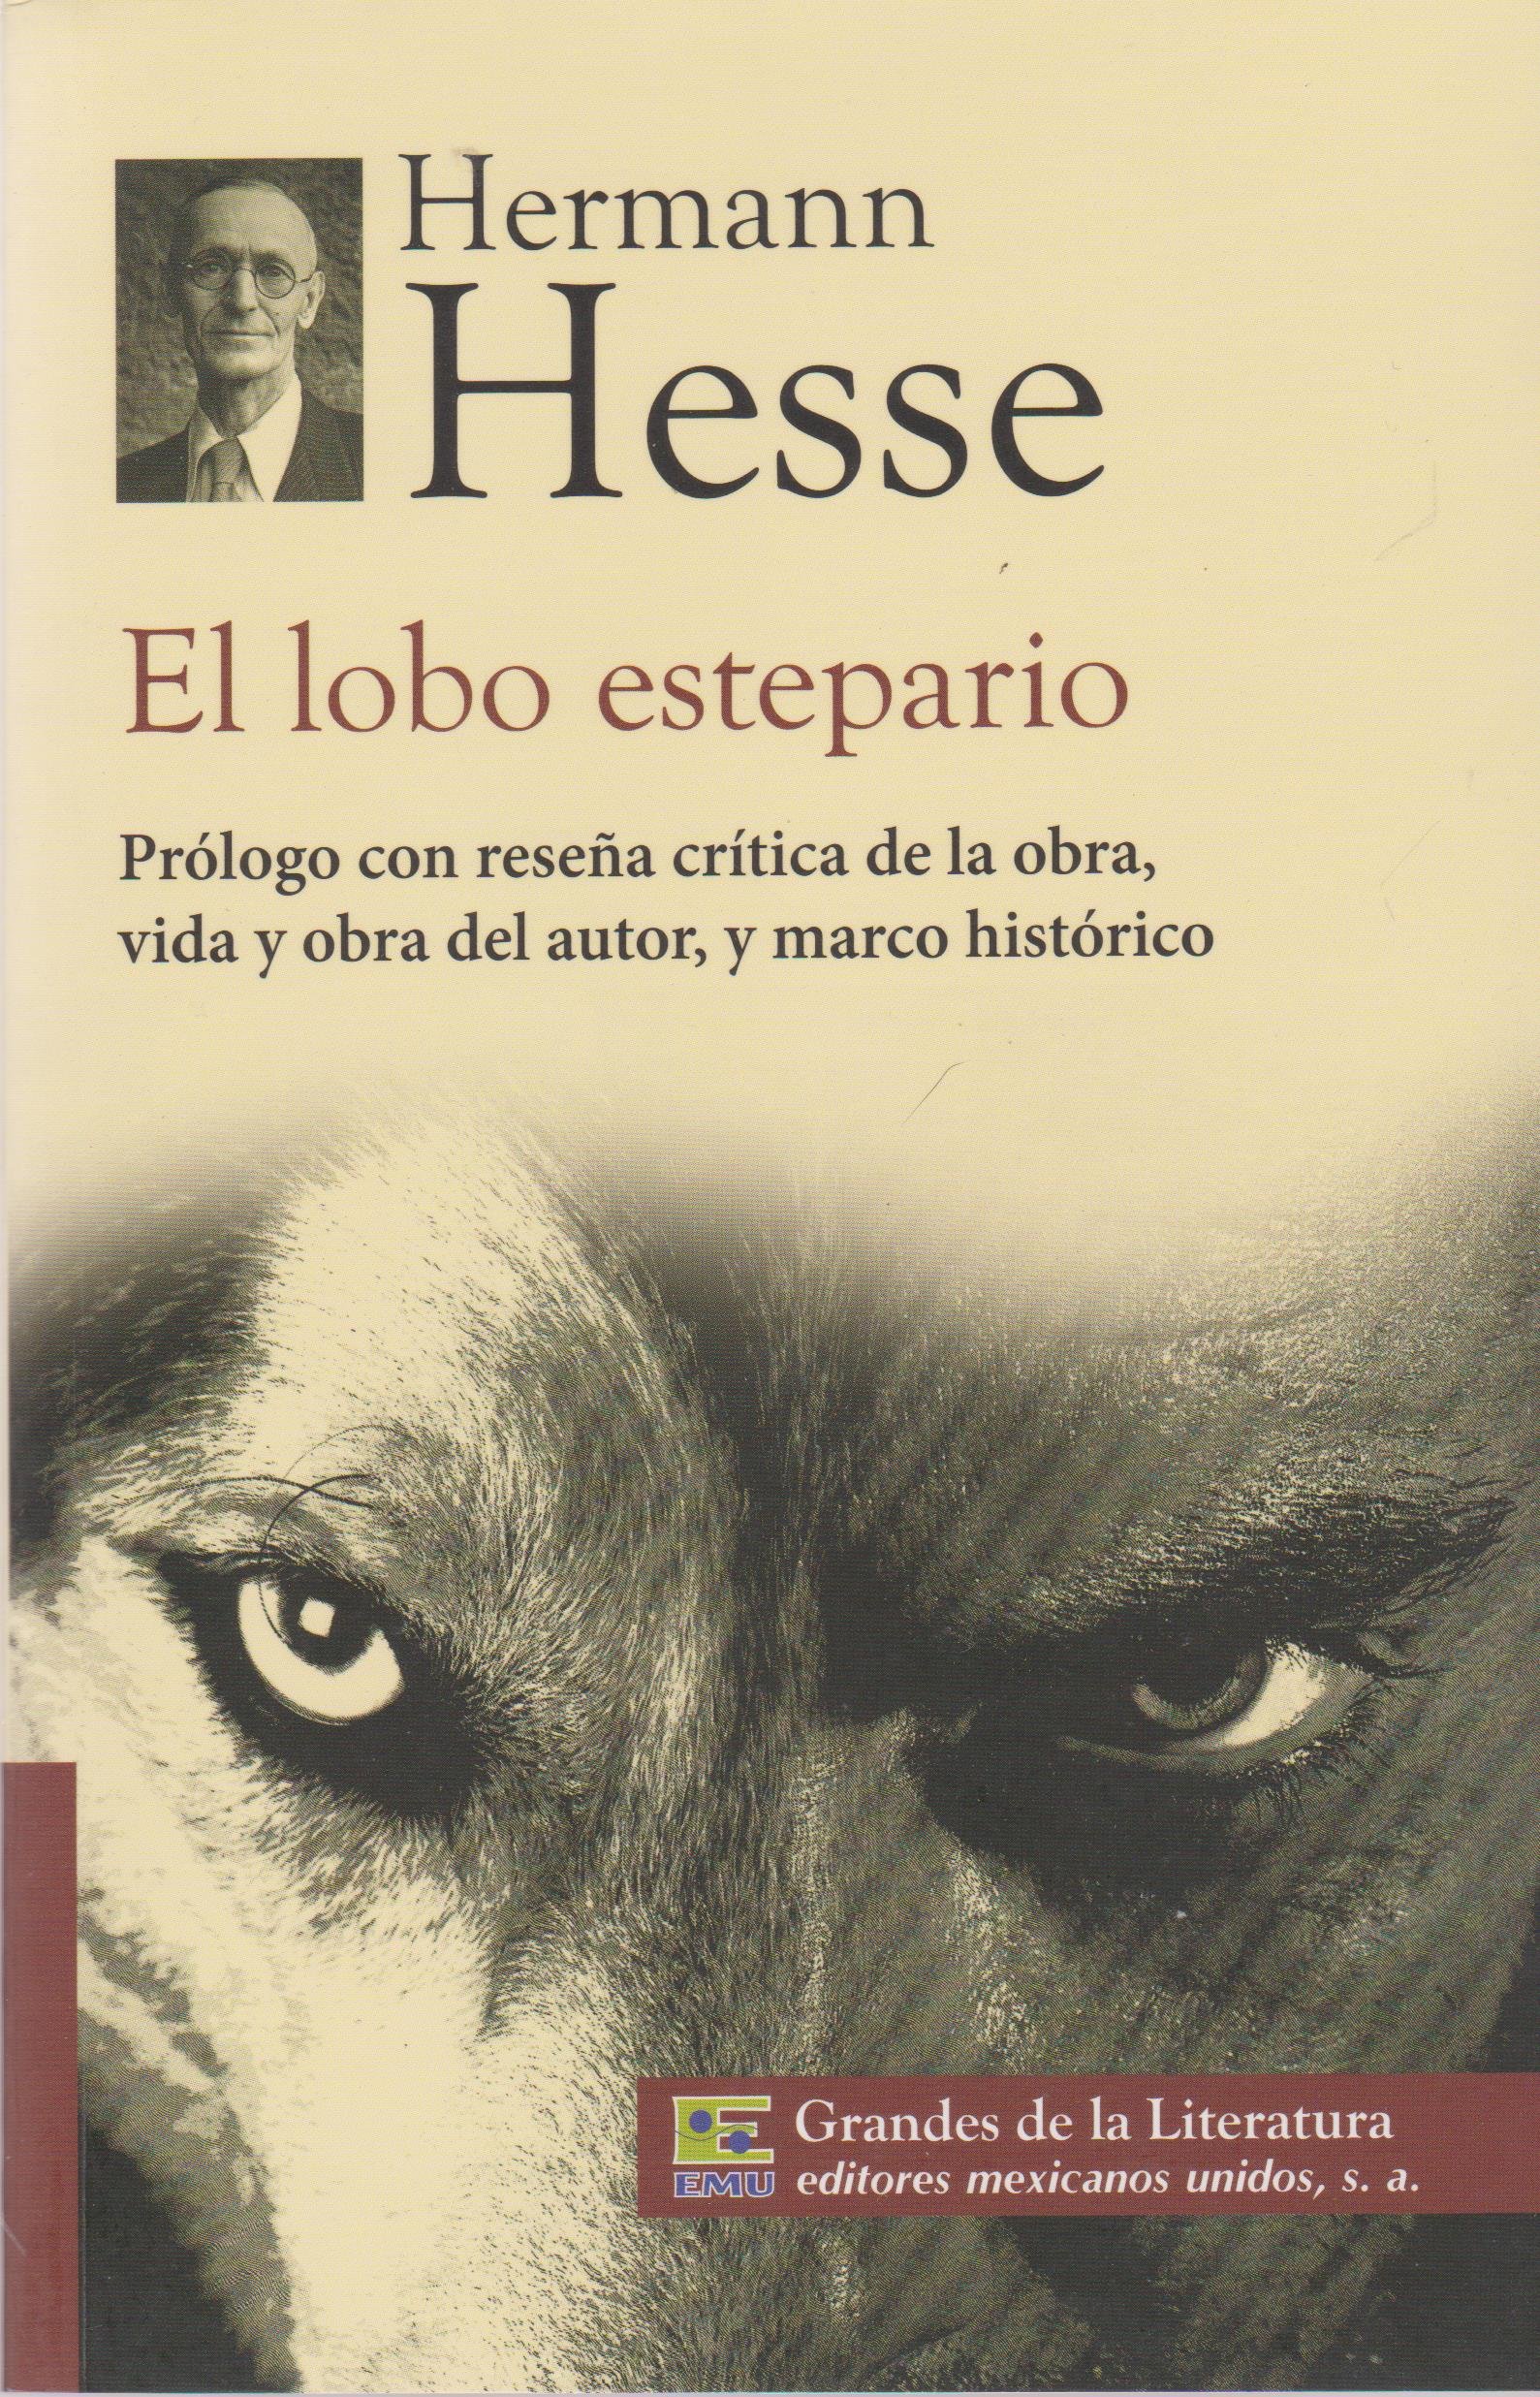 Hermann
Hesse
El lobo estepario
Prólogo con reseña crítica de la obra,
vida y obra del autor, y marco histórico
Grandes de la Literatura
EMU
editores mexicanos unidos, s. a.